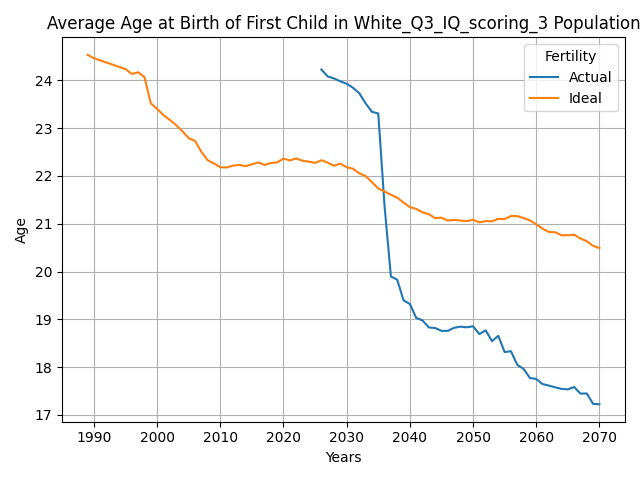 Average Age at Birth of First Child in White_Q3_IQ_scoring_3 Population
Fertility
Actual
Ideal
Age
24
23
22
21
20
19
18
17
1990 2000 2010 2020 2030 2040 2050 2060 2070
Years